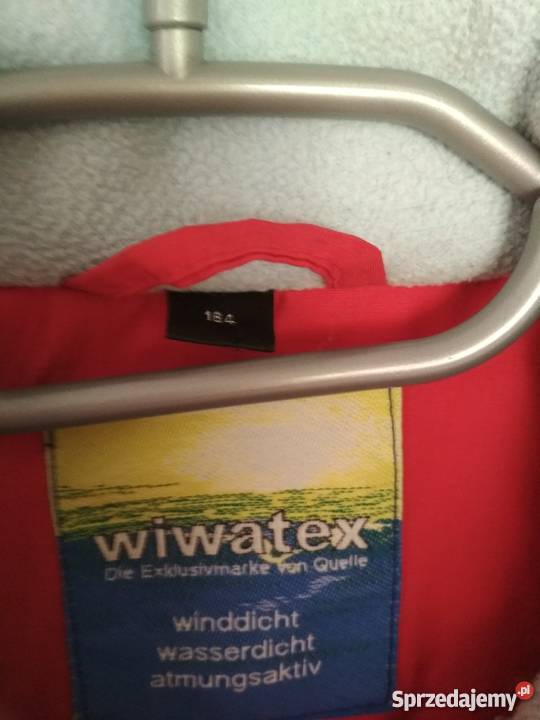 164
wiwatex
Die Exklusivmarke von Quelle
winddicht
wasserdicht
atmungsaktiv
Sprzedajemy.pl